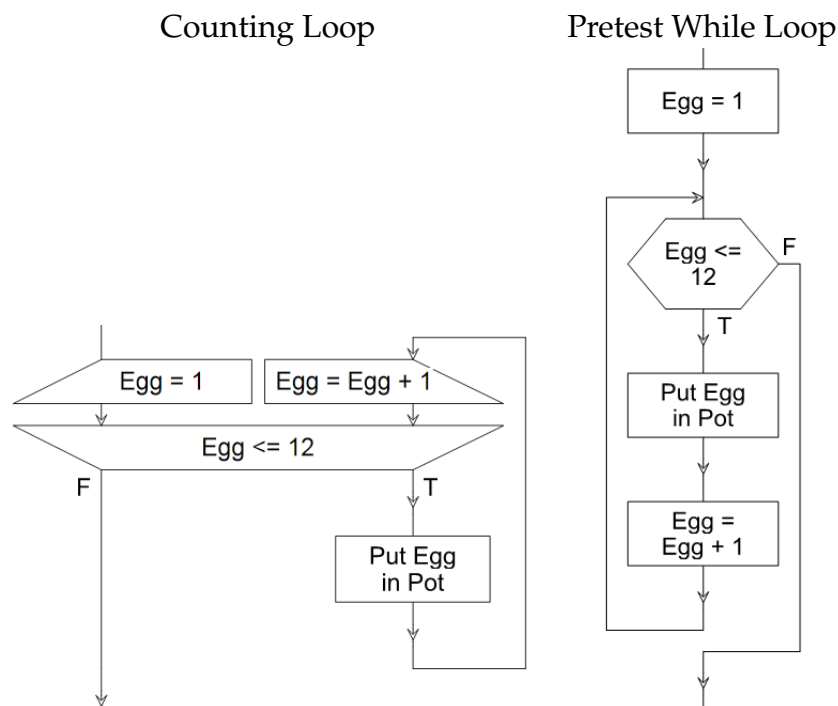 Counting Loop
Egg = 1
Egg = Egg + 1
Egg <= 12
F
T
Put Egg
in Pot
Pretest While Loop
Egg = 1
Egg <=
12
F
T
Put Egg
in Pot
Egg =
Egg + 1